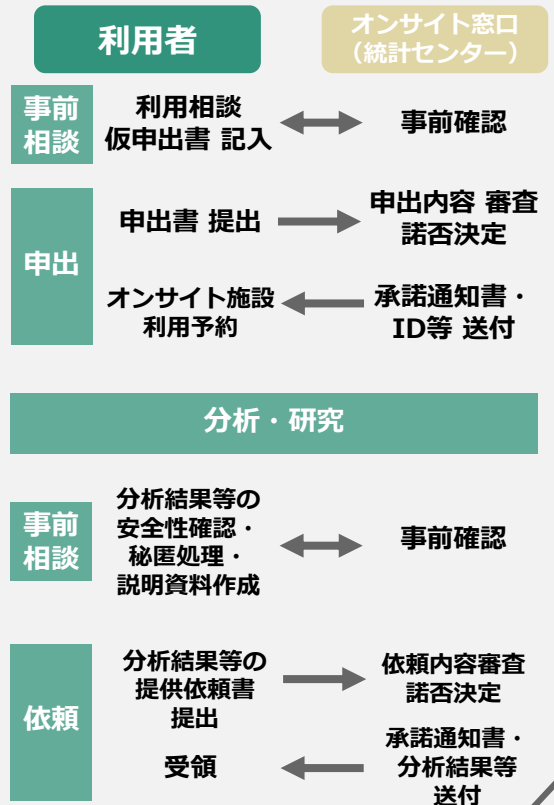 利用者
オンサイト窓口
（統計センター）
事前
相談
利用相談
仮申出書 記入
事前確認
申出
申出書 提出
申出内容 審査
諾否決定
オンサイト施設
利用予約
承諾通知書・
ID等 送付
分析・研究
事前
相談
分析結果等の
安全性確認・
秘匿処理・
説明資料作成
事前確認
依頼
分析結果等の
提供依頼書
提出
依頼内容審査
諾否決定
受領
承諾通知書・
分析結果等
送付